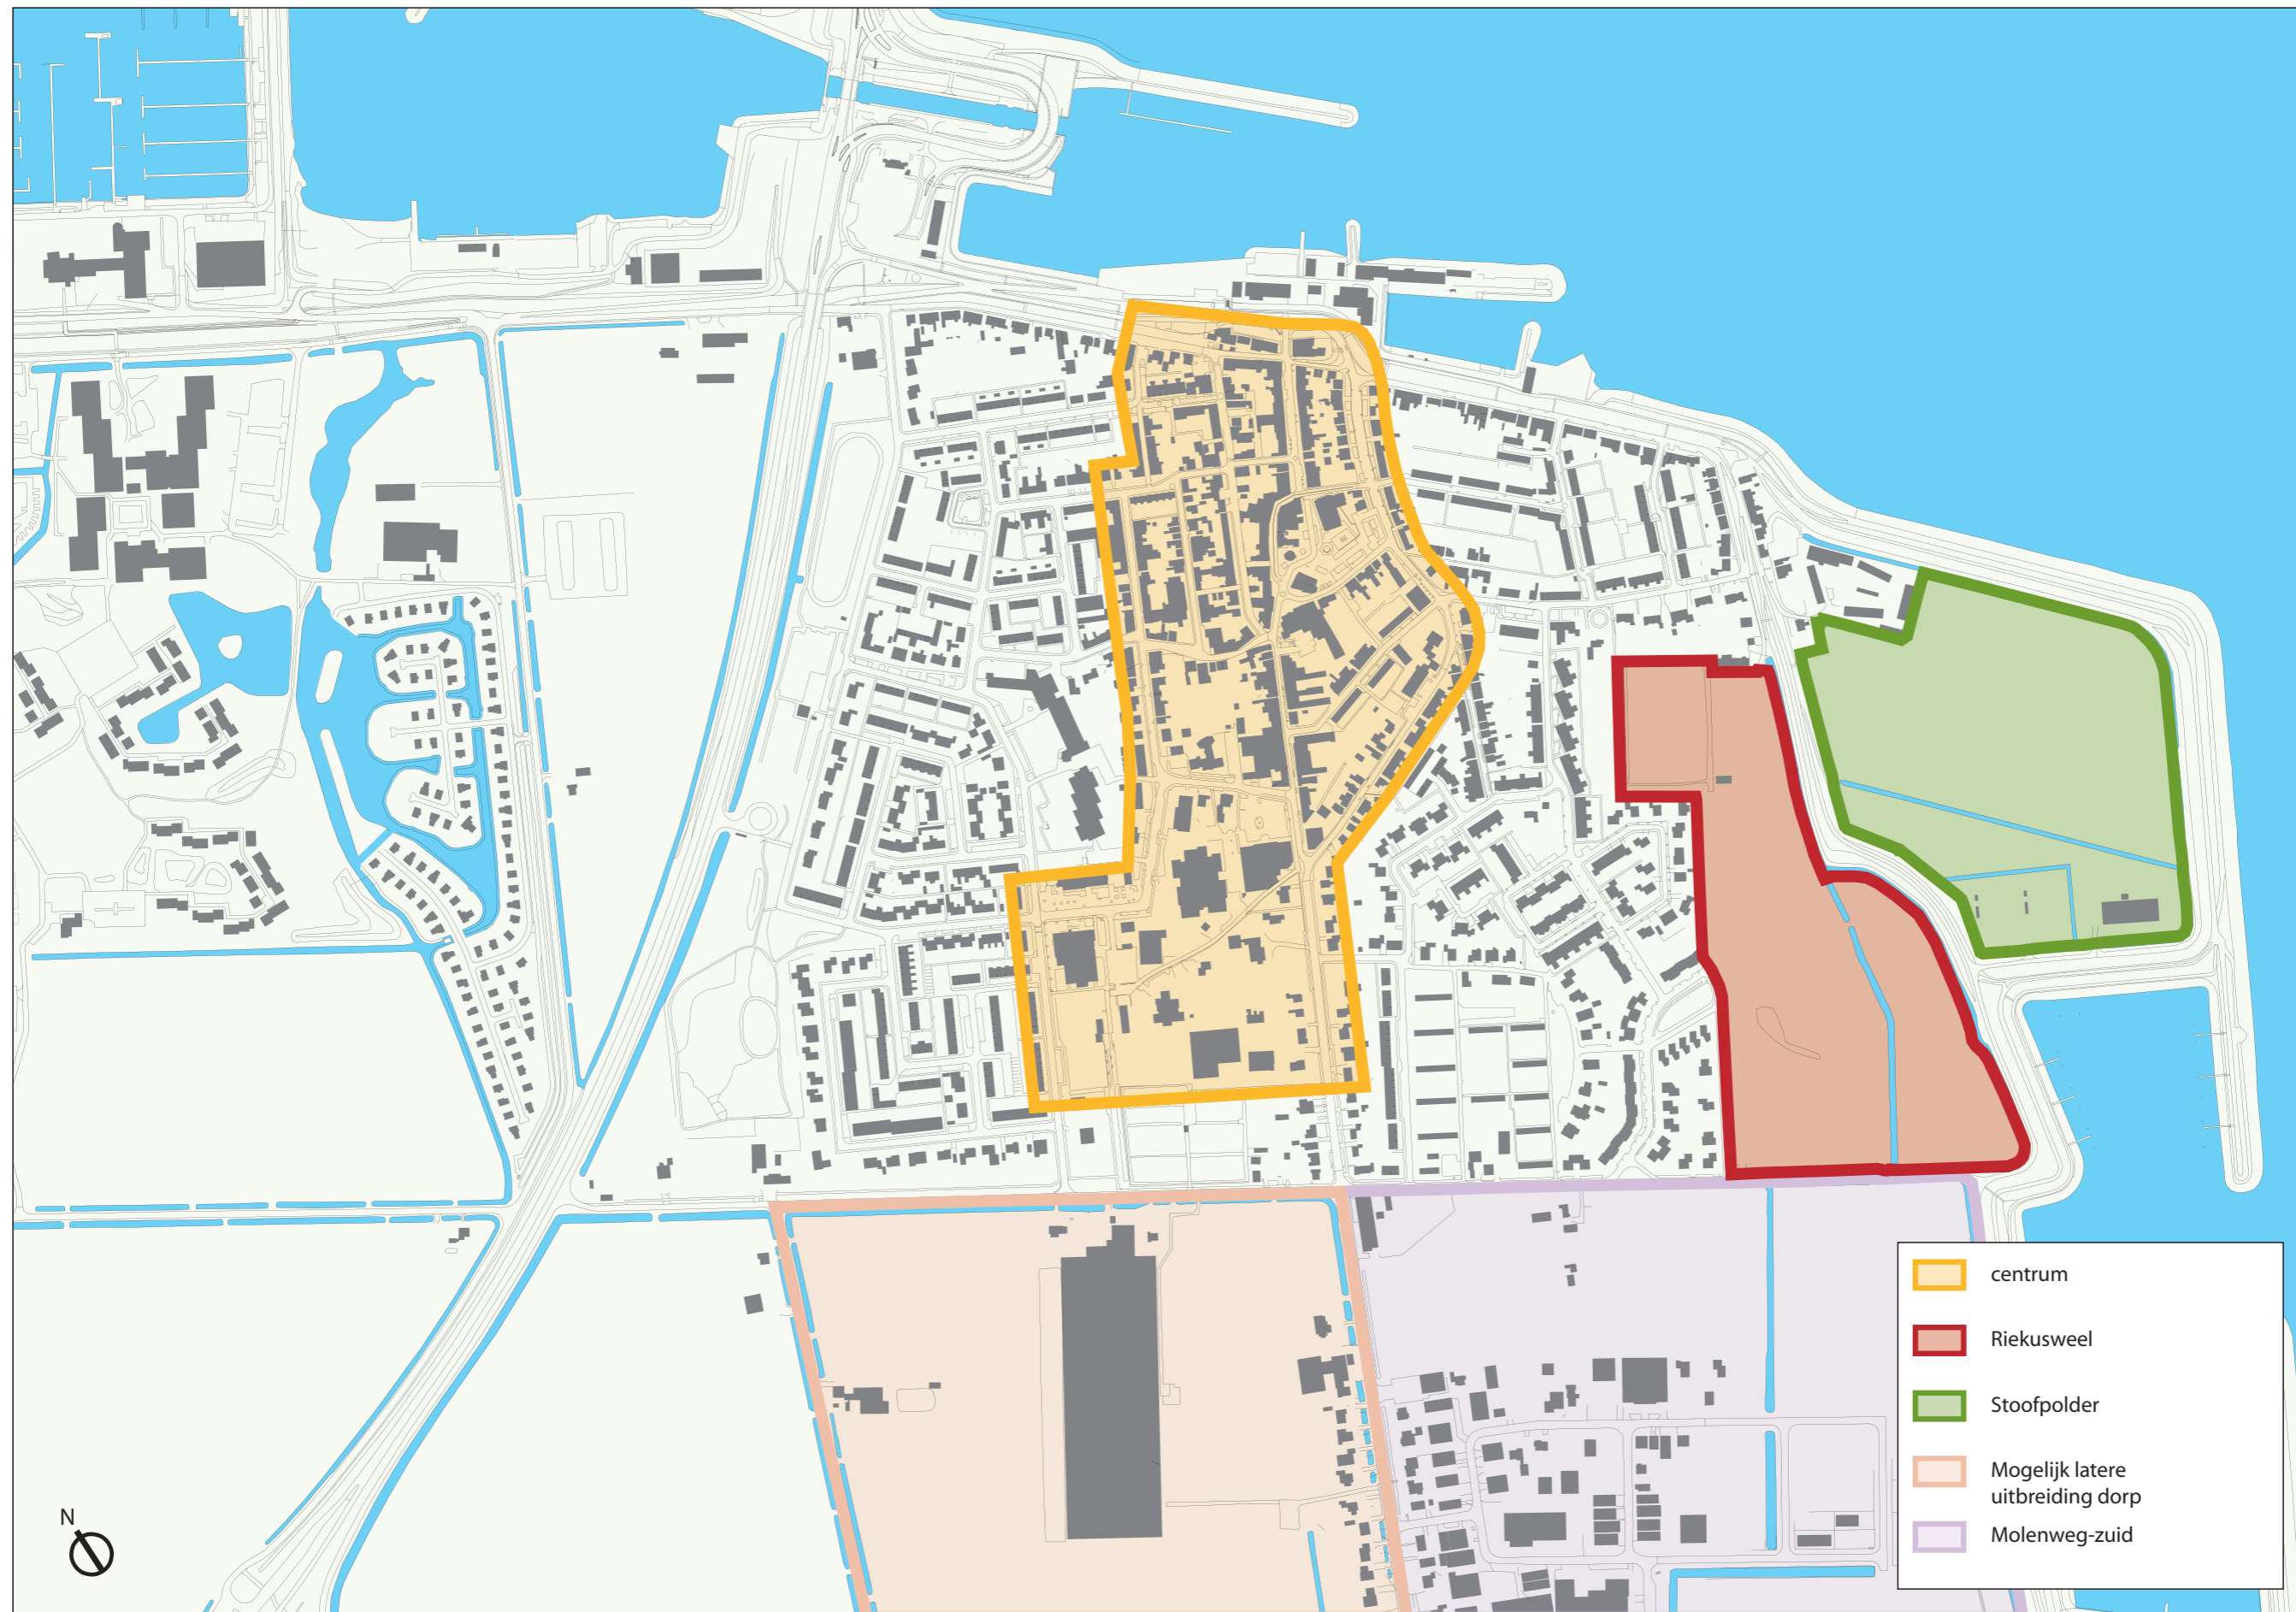 centrum
Riekusweel
Stoofpolder
Mogelijk latere
uitbreiding dorp
Molenweg-zuid
N